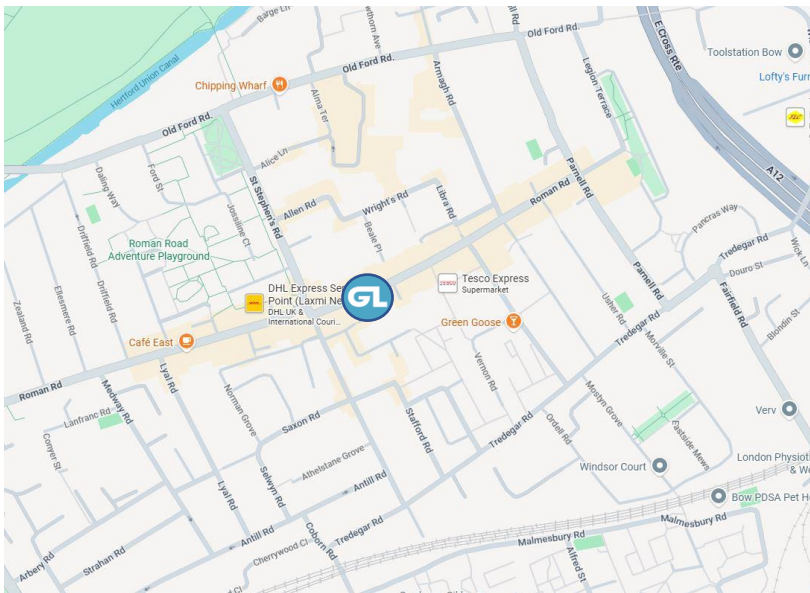 Barge Ln
Old Ford Rd.
Hertford Union Canal
Chipping Wharf
Old Ford Rd.
Alma Ter
Armagh Rd
Legion Terrace
E Cross Rte
Toolstation Bow
Old Ford Rd.
A12
Daling Way
Ford St
Alice Ln
St Stephen's Rd
Jossiline Ct
Allen Rd
Wright's Rd
Beale Pl
Libra Rd
Roman Rd
Parnell Rd
Pancras Way
Tredegar Rd
Wick Ln
Douro St
Roman Road
Adventure Playground
Driffield Rd
Driffield Rd
Ellesmere Rd
Zealand Rd
DHL Express Ser
Point (Laxmi Ne
DHL UK &
International Couri...
GL
Tesco Express
Supermarket
Green Goose
Parnell Rd
Usher Rd
Fairfield Rd
Blondin St
Café East
Roman Rd
Tredegar Rd
Morville St
Lanfranc Rd
Medway Rd
Lyal Rd
Norman Grove
Saxon Rd
Stafford Rd
Vernon Rd
Mostyn Grove
Ordell Rd
Eastside Mews
Verv
Conyer St
Athelstane Grove
Tredegar Rd
Windsor Court
London Physiot
Lyal Rd
Selwyn Rd
Antill Rd
Bow PDSA Pet H
Antill Rd
Coborn Rd
Tredegar Rd
Malmesbury Rd
Malmesbury Rd
Arbery Rd
Strahan Rd
Cherrywood Cl
Alfred St